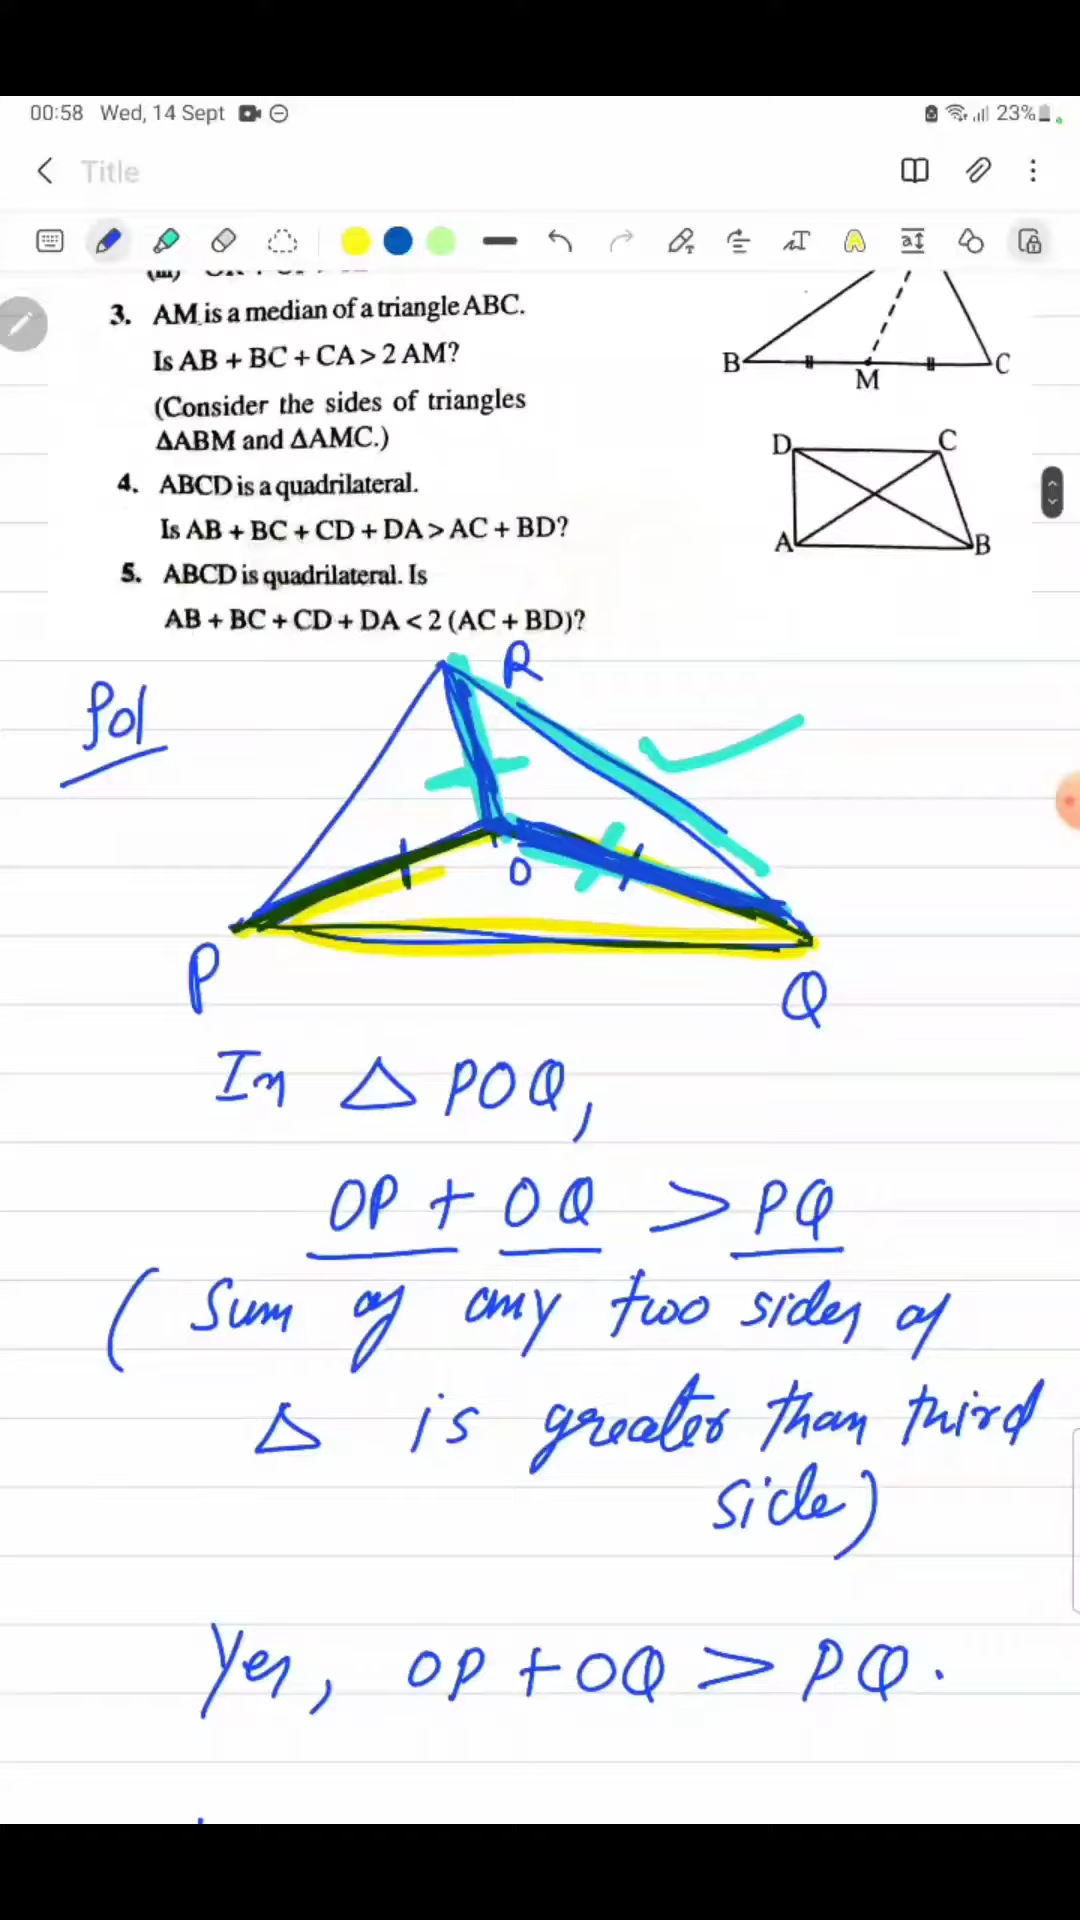 00:58 Wed, 14 Sept
23%
Title
3. AM is a median of a triangle ABC.
Is AB + BC + CA > 2 AM?
(Consider the sides of triangles
ΔABM and ΔAMC.)
B
M
C
4. ABCD is a quadrilateral.
Is AB + BC + CD + DA > AC + BD?
D
C
A
B
5. ABCD is quadrilateral. Is
AB + BC + CD + DA < 2 (AC + BD)?
Sol
R
O
P
Q
In Δ POQ,
OP + OQ > PQ
( Sum of any two sides of
Δ is greater than third
side)
Yes, OP + OQ > PQ.